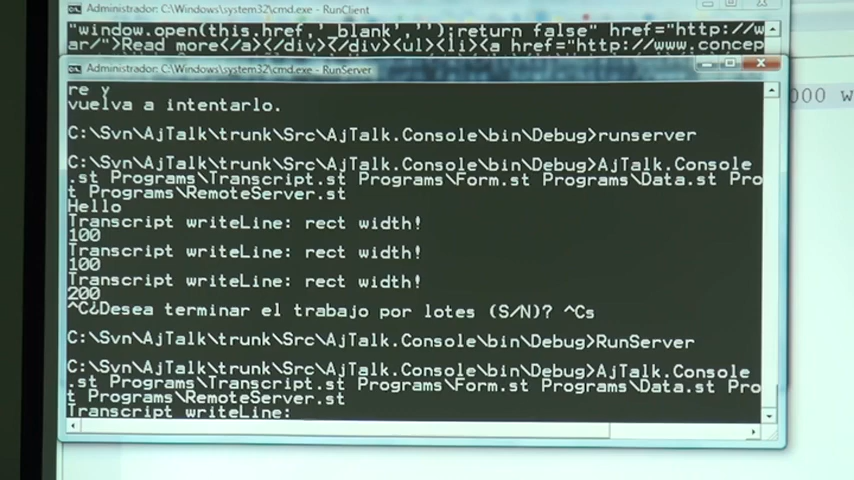 Administrador: C:\Windows\system32\cmd.exe - RunClient
"window.open(this.href,'_blank','');return false" href="http://w
ar/">Read more</a></div></div><ul><li><a href="http://www.concep
Administrador: C:\Windows\system32\cmd.exe - RunServer
re y
vuelva a intentarlo.
C:\Svn\AjTalk\trunk\Src\AjTalk.Console\bin\Debug>runserver
C:\Svn\AjTalk\trunk\Src\AjTalk.Console\bin\Debug>AjTalk.Console
.st Programs\Transcript.st Programs\Form.st Programs\Data.st Pro
t Programs\RemoteServer.st
Hello
Transcript writeLine: rect width!
100
Transcript writeLine: rect width!
100
Transcript writeLine: rect width!
200
^C¿Desea terminar el trabajo por lotes (S/N)? ^Cs
C:\Svn\AjTalk\trunk\Src\AjTalk.Console\bin\Debug>RunServer
C:\Svn\AjTalk\trunk\Src\AjTalk.Console\bin\Debug>AjTalk.Console
.st Programs\Transcript.st Programs\Form.st Programs\Data.st Pro
t Programs\RemoteServer.st
Transcript writeLine:
000 w